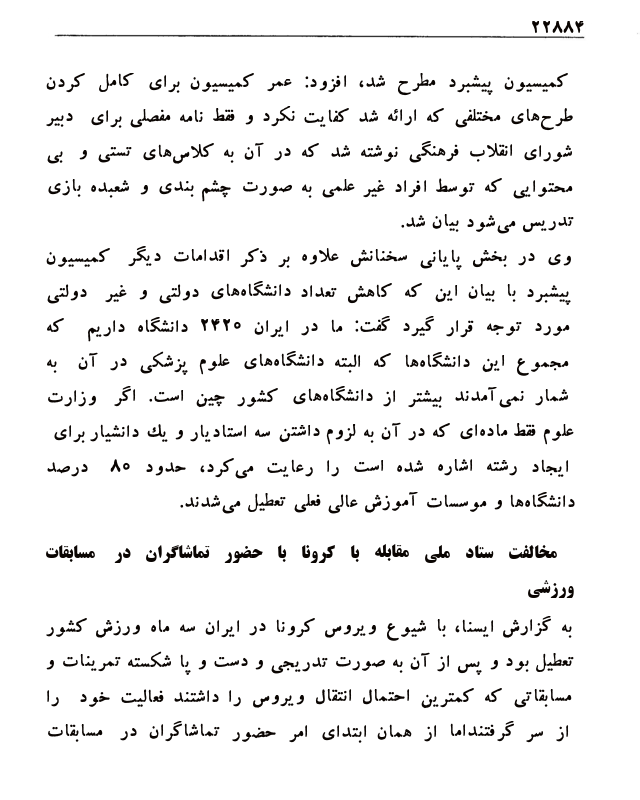 ۲۲۸۸۴
کمیسیون پیشبرد مطرح شد، افزود: عمر کمیسیون برای کامل کردن
طرح‌های مختلفی که ارائه شد کفایت نکرد و فقط نامه مفصلی برای دبیر
شورای انقلاب فرهنگی نوشته شد که در آن به کلاس‌های تستی و بی
محتوایی که توسط افراد غیر علمی به صورت چشم بندی و شعبده بازی
تدریس می‌شود بیان شد.
وی در بخش پایانی سخنانش علاوه بر ذکر اقدامات دیگر کمیسیون
پیشبرد با بیان این که کاهش تعداد دانشگاه‌های دولتی و غیر دولتی
مورد توجه قرار گیرد گفت: ما در ایران ۲۴۲۰ دانشگاه داریم که
مجموع این دانشگاه‌ها که البته دانشگاه‌های علوم پزشکی در آن به
شمار نمی‌آمدند بیشتر از دانشگاه‌های کشور چین است. اگر وزارت
علوم فقط ماده‌ای که در آن به لزوم داشتن سه استادیار و یك دانشیار برای
ایجاد رشته اشاره شده است را رعایت می‌کرد، حدود ۸۰ درصد
دانشگاه‌ها و موسسات آموزش عالی فعلی تعطیل می‌شدند.
مخالفت ستاد ملی مقابله با کرونا با حضور تماشاگران در مسابقات
ورزشی
به گزارش ایسنا، با شیوع ویروس کرونا در ایران سه ماه ورزش کشور
تعطیل بود و پس از آن به صورت تدریجی و دست و پا شکسته تمرینات و
مسابقاتی که کمترین احتمال انتقال ویروس را داشتند فعالیت خود را
از سر گرفتنداما از همان ابتدای امر حضور تماشاگران در مسابقات